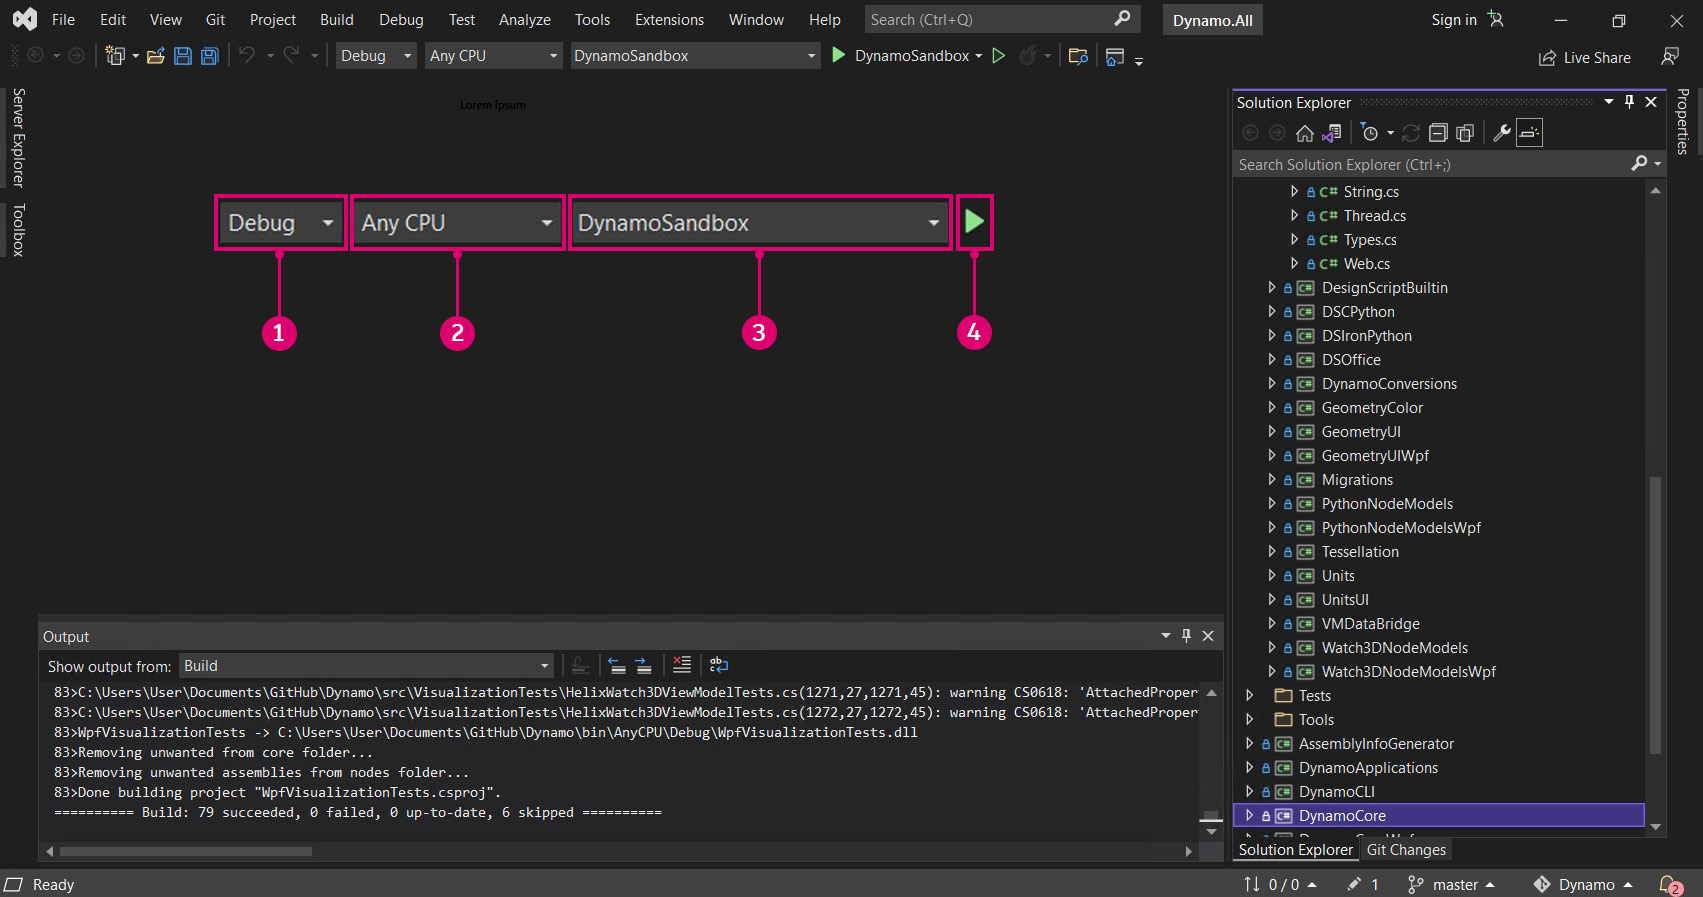 File Edit View Git Project Build Debug Test Analyze Tools Extensions Window Help Search (Ctrl+Q) Dynamo.All Sign in
Debug Any CPU DynamoSandbox DynamoSandbox Live Share
Server Explorer
Toolbox
Lorem Ipsum
Debug Any CPU DynamoSandbox
1 2 3 4
Output
Show output from: Build
83>C:\Users\User\Documents\GitHub\Dynamo\src\VisualizationTests\HelixWatch3DViewModelTests.cs(1271,27,1271,45): warning CS0618: 'AttachedProper
83>C:\Users\User\Documents\GitHub\Dynamo\src\VisualizationTests\HelixWatch3DViewModelTests.cs(1272,27,1272,45): warning CS0618: 'AttachedProper
83>WpfVisualizationTests -> C:\Users\User\Documents\GitHub\Dynamo\bin\AnyCPU\Debug\WpfVisualizationTests.dll
83>Removing unwanted from core folder...
83>Removing unwanted assemblies from nodes folder...
83>Done building project "WpfVisualizationTests.csproj".
========== Build: 79 succeeded, 0 failed, 0 up-to-date, 6 skipped ==========
Solution Explorer
Search Solution Explorer (Ctrl+;)
C# String.cs
C# Thread.cs
C# Types.cs
C# Web.cs
C# DesignScriptBuiltin
C# DSCPython
C# DSIronPython
C# DSOffice
C# DynamoConversions
C# GeometryColor
C# GeometryUI
C# GeometryUIWpf
C# Migrations
C# PythonNodeModels
C# PythonNodeModelsWpf
C# Tessellation
C# Units
C# UnitsUI
C# VMDataBridge
C# Watch3DNodeModels
C# Watch3DNodeModelsWpf
Tests
Tools
C# AssemblyInfoGenerator
C# DynamoApplications
C# DynamoCLI
C# DynamoCore
Solution Explorer Git Changes
Properties
Ready 0 / 0 1 master Dynamo 2